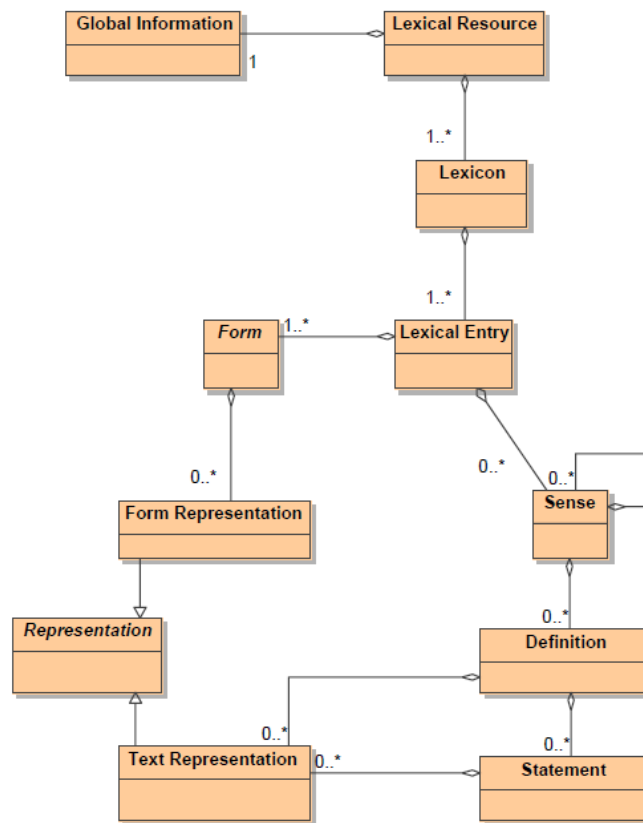 Global Information
Lexical Resource
1
1..*
Lexicon
1..*
Form
1..*
Lexical Entry
0..*
0..*
0..*
Form Representation
Sense
Representation
0..*
Definition
0..*
0..*
Text Representation
0..*
Statement